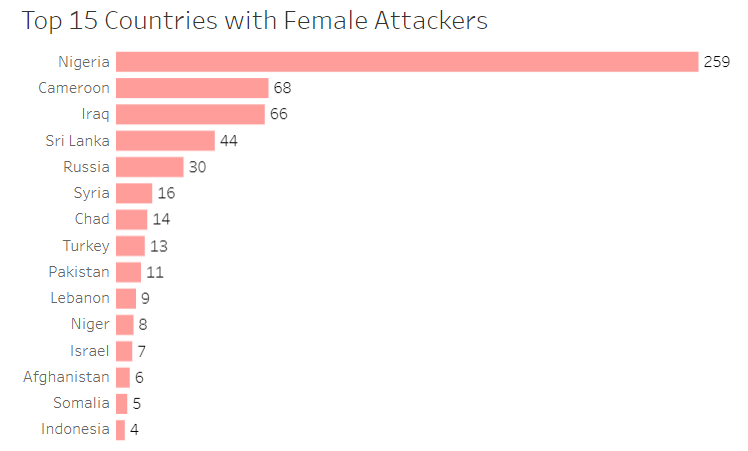 Top 15 Countries with Female Attackers
Nigeria 259
Cameroon 68
Iraq 66
Sri Lanka 44
Russia 30
Syria 16
Chad 14
Turkey 13
Pakistan 11
Lebanon 9
Niger 8
Israel 7
Afghanistan 6
Somalia 5
Indonesia 4